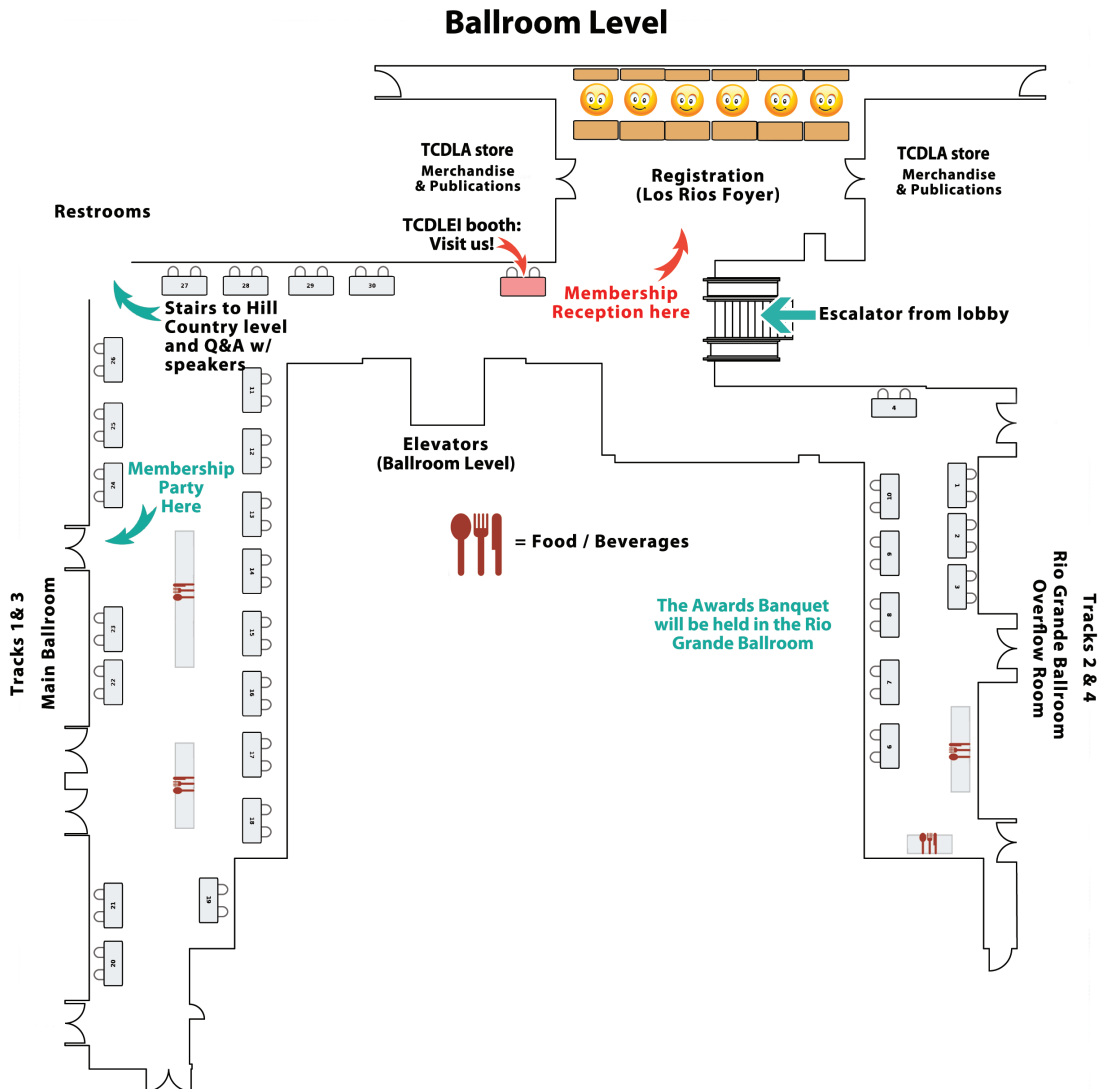 Ballroom Level
TCDLA store
Merchandise
& Publications
Registration
(Los Rios Foyer)
TCDLA store
Merchandise
& Publications
Restrooms
TCDLEI booth:
Visit us!
27
28
29
30
Membership
Reception here
Escalator from lobby
Stairs to Hill
Country level
and Q&A w/
speakers
26
25
24
11
12
13
14
15
16
17
18
19
Membership
Party
Here
23
22
21
20
Tracks 1& 3
Main Ballroom
Elevators
(Ballroom Level)
= Food / Beverages
The Awards Banquet
will be held in the Rio
Grande Ballroom
4
10
9
8
7
6
1
2
3
Tracks 2 & 4
Rio Grande Ballroom
Overflow Room